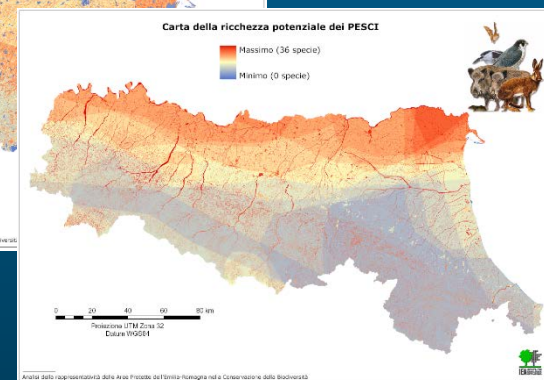 Carta della ricchezza potenziale dei PESCI
Massimo (36 specie)
Minimo (0 specie)
0 20 40 60 80 km
Proiezione UTM Zona 32
Datum WGS84
Analisi della rappresentatività delle Aree Protette dell'Emilia-Romagna nella Conservazione della Biodiversità